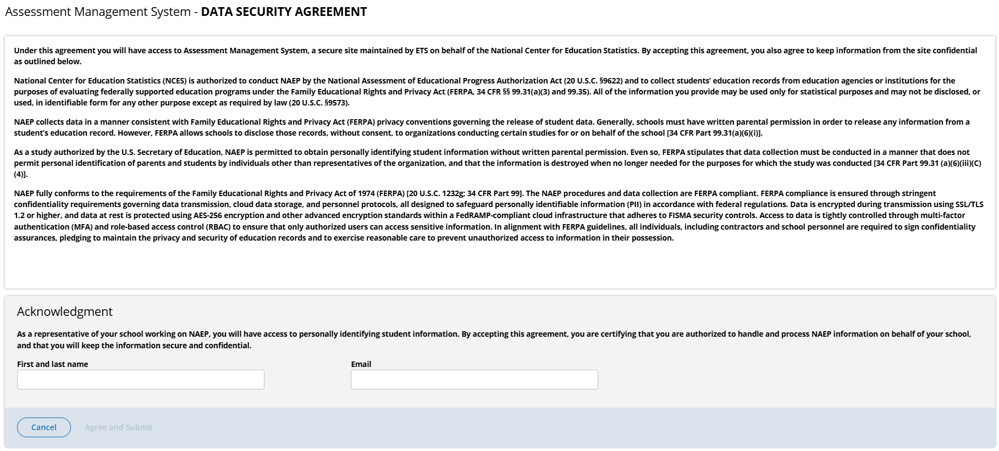 Assessment Management System - DATA SECURITY AGREEMENT
Under this agreement you will have access to Assessment Management System, a secure site maintained by ETS on behalf of the National Center for Education Statistics. By accepting this agreement, you also agree to keep information from the site confidential
as outlined below.
National Center for Education Statistics (NCES) is authorized to conduct NAEP by the National Assessment of Educational Progress Authorization Act (20 U.S.C. §9622) and to collect students’ education records from education agencies or institutions for the
purposes of evaluating federally supported education programs under the Family Educational Rights and Privacy Act (FERPA, 34 CFR §§ 99.31(a)(3) and 99.35). All of the information you provide may be used only for statistical purposes and may not be disclosed, or
used, in identifiable form for any other purpose except as required by law (20 U.S.C. §9573).
NAEP collects data in a manner consistent with Family Educational Rights and Privacy Act (FERPA) privacy conventions governing the release of student data. Generally, schools must have written parental permission in order to release any information from a
student’s education record. However, FERPA allows schools to disclose those records, without consent, to organizations conducting certain studies for or on behalf of the school [34 CFR Part 99.31(a)(6)(i)].
As a study authorized by the U.S. Secretary of Education, NAEP is permitted to obtain personally identifying student information without written parental permission. Even so, FERPA stipulates that data collection must be conducted in a manner that does not
permit personal identification of parents and students by individuals other than representatives of the organization, and that the information is destroyed when no longer needed for the purposes for which the study was conducted [34 CFR Part 99.31 (a)(6)(iii)(C)
(4)].
NAEP fully conforms to the requirements of the Family Educational Rights and Privacy Act of 1974 (FERPA) [20 U.S.C. 1232g; 34 CFR Part 99]. The NAEP procedures and data collection are FERPA compliant. FERPA compliance is ensured through stringent
confidentiality requirements governing data transmission, cloud data storage, and personnel protocols, all designed to safeguard personally identifiable information (PII) in accordance with federal regulations. Data is encrypted during transmission using SSL/TLS
1.2 or higher, and data at rest is protected using AES-256 encryption and other advanced encryption standards within a FedRAMP-compliant cloud infrastructure that adheres to FISMA security controls. Access to data is tightly controlled through multi-factor
authentication (MFA) and role-based access control (RBAC) to ensure that only authorized users can access sensitive information. In alignment with FERPA guidelines, all individuals, including contractors and school personnel are required to sign confidentiality
assurances, pledging to maintain the privacy and security of education records and to exercise reasonable care to prevent unauthorized access to information in their possession.
Acknowledgment
As a representative of your school working on NAEP, you will have access to personally identifying student information. By accepting this agreement, you are certifying that you are authorized to handle and process NAEP information on behalf of your school,
and that you will keep the information secure and confidential.
First and last name
Email
Cancel
Agree and Submit